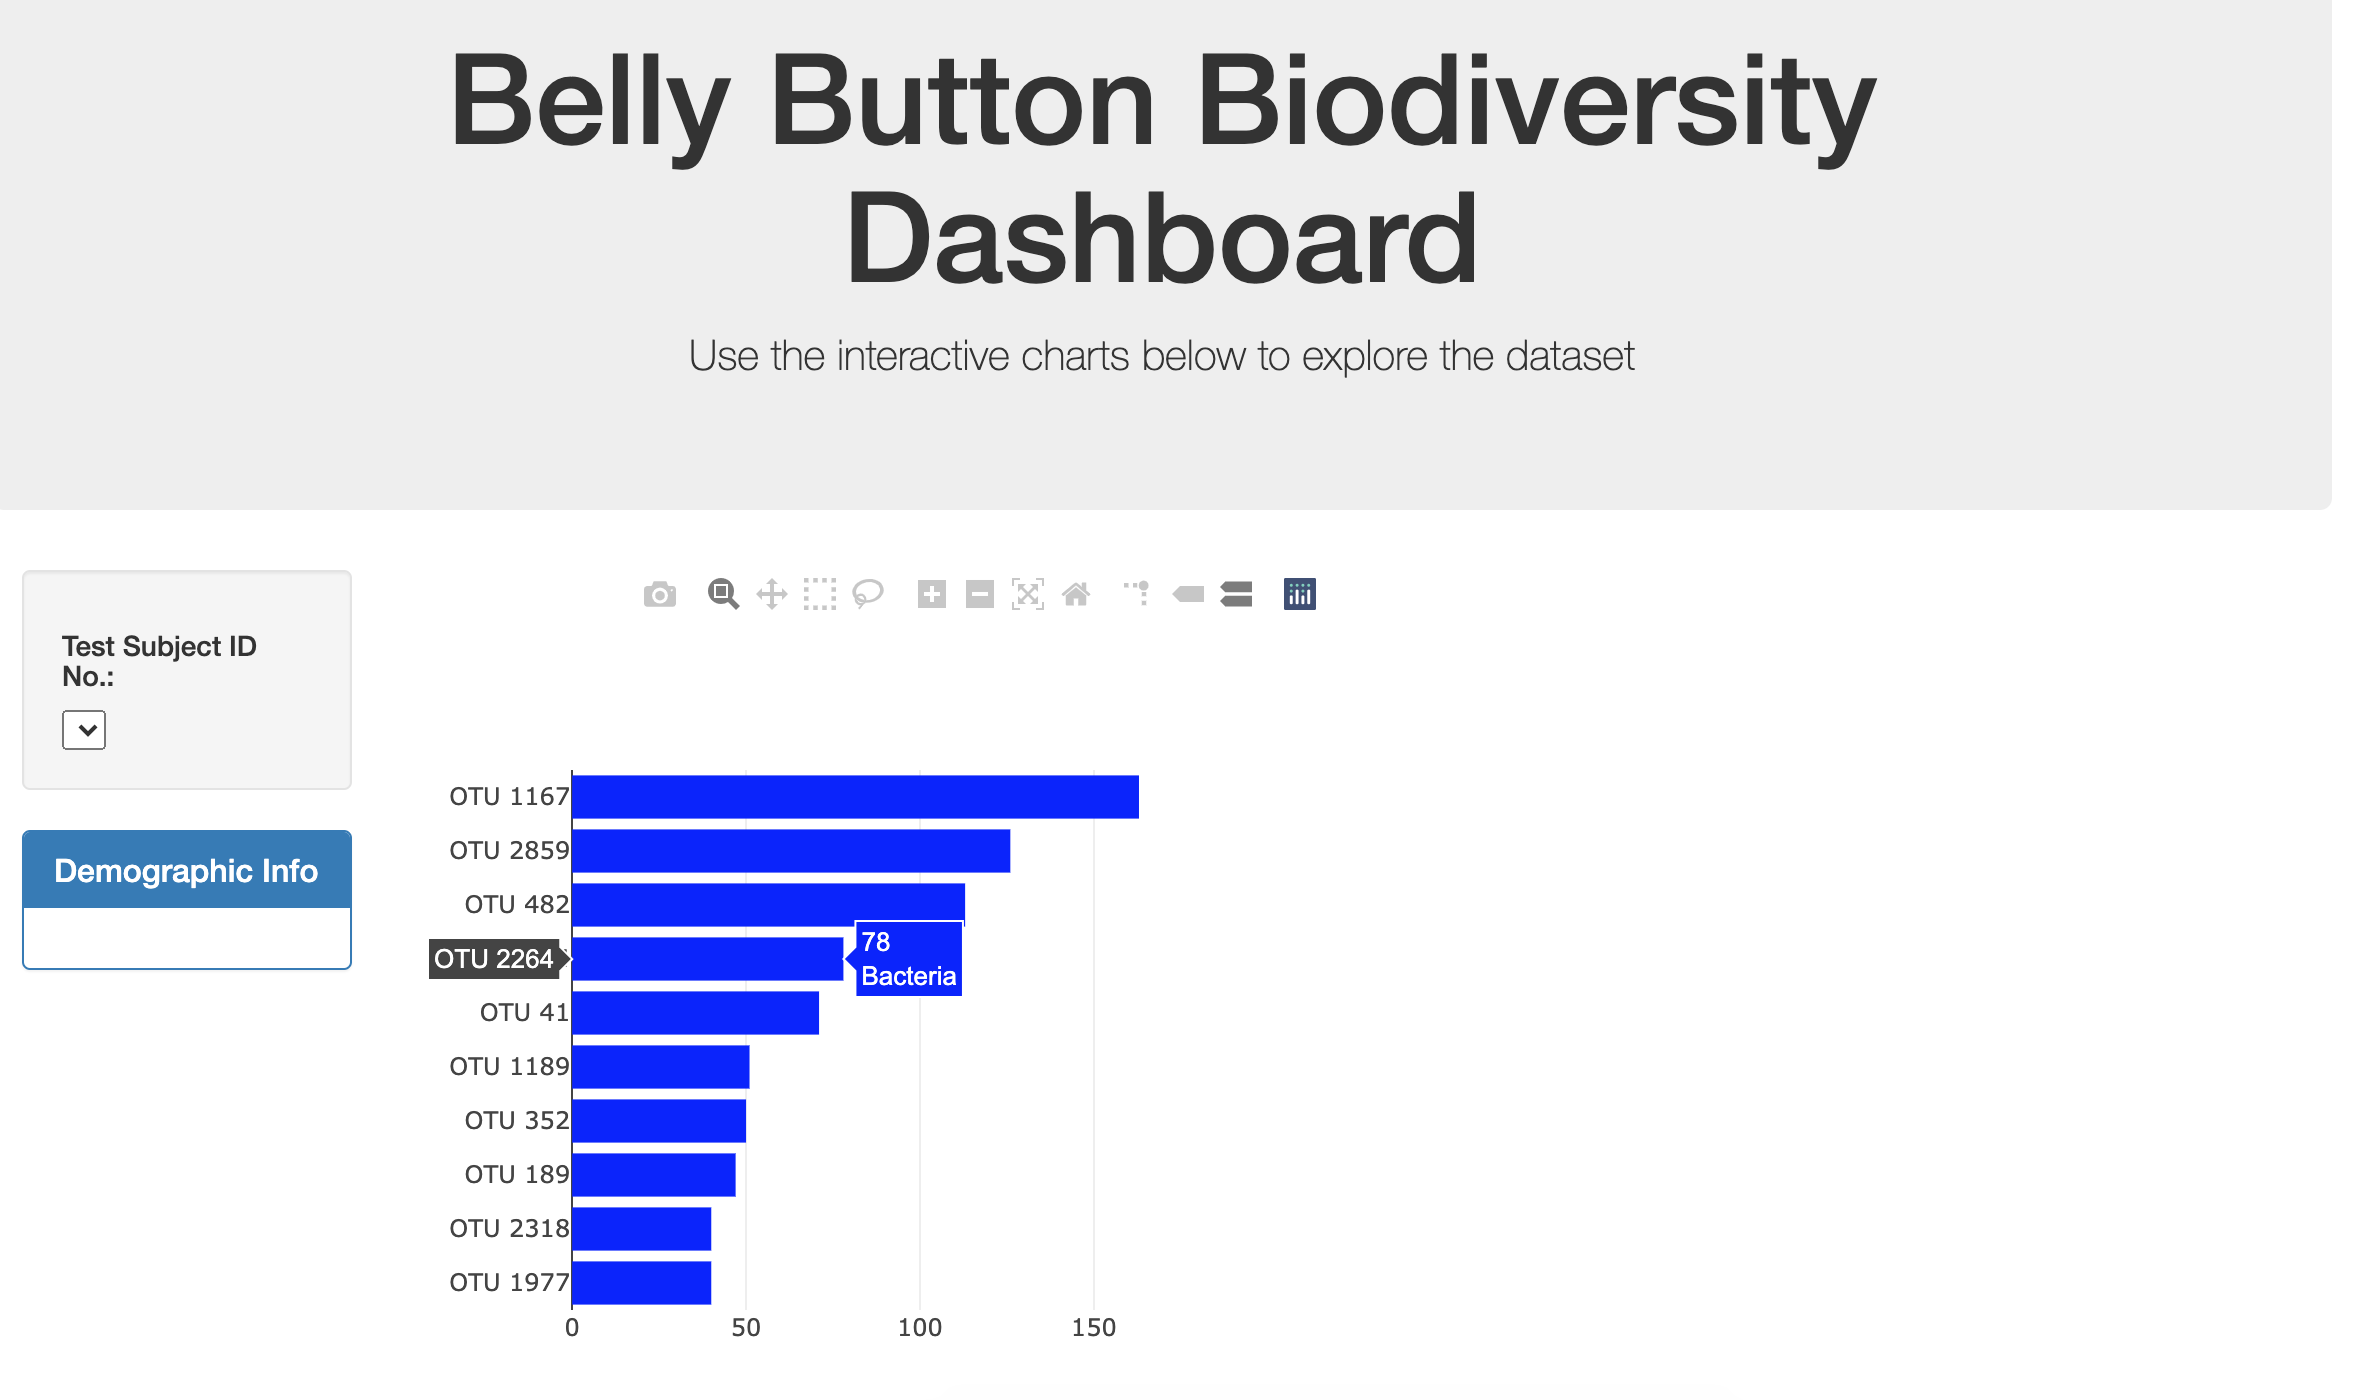 Belly Button Biodiversity
Dashboard
Use the interactive charts below to explore the dataset
Test Subject ID
No.:
Demographic Info
OTU 1167
OTU 2859
OTU 482
OTU 2264
78
Bacteria
OTU 41
OTU 1189
OTU 352
OTU 189
OTU 2318
OTU 1977
0 50 100 150